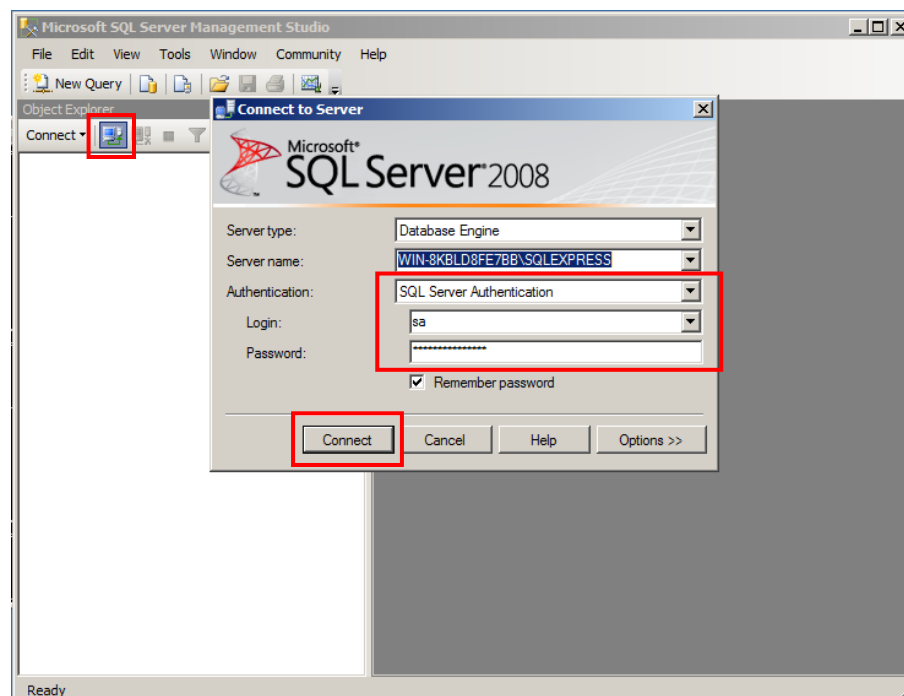 Microsoft SQL Server Management Studio
File Edit View Tools Window Community Help
New Query
Object Explorer
Connect
Connect to Server
Microsoft®
SQL Server® 2008
Server type: Database Engine
Server name: WIN-8KBLD8FE7BB\SQLEXPRESS
Authentication: SQL Server Authentication
Login: sa
Password: ***************
Remember password
Connect Cancel Help Options >>
Ready